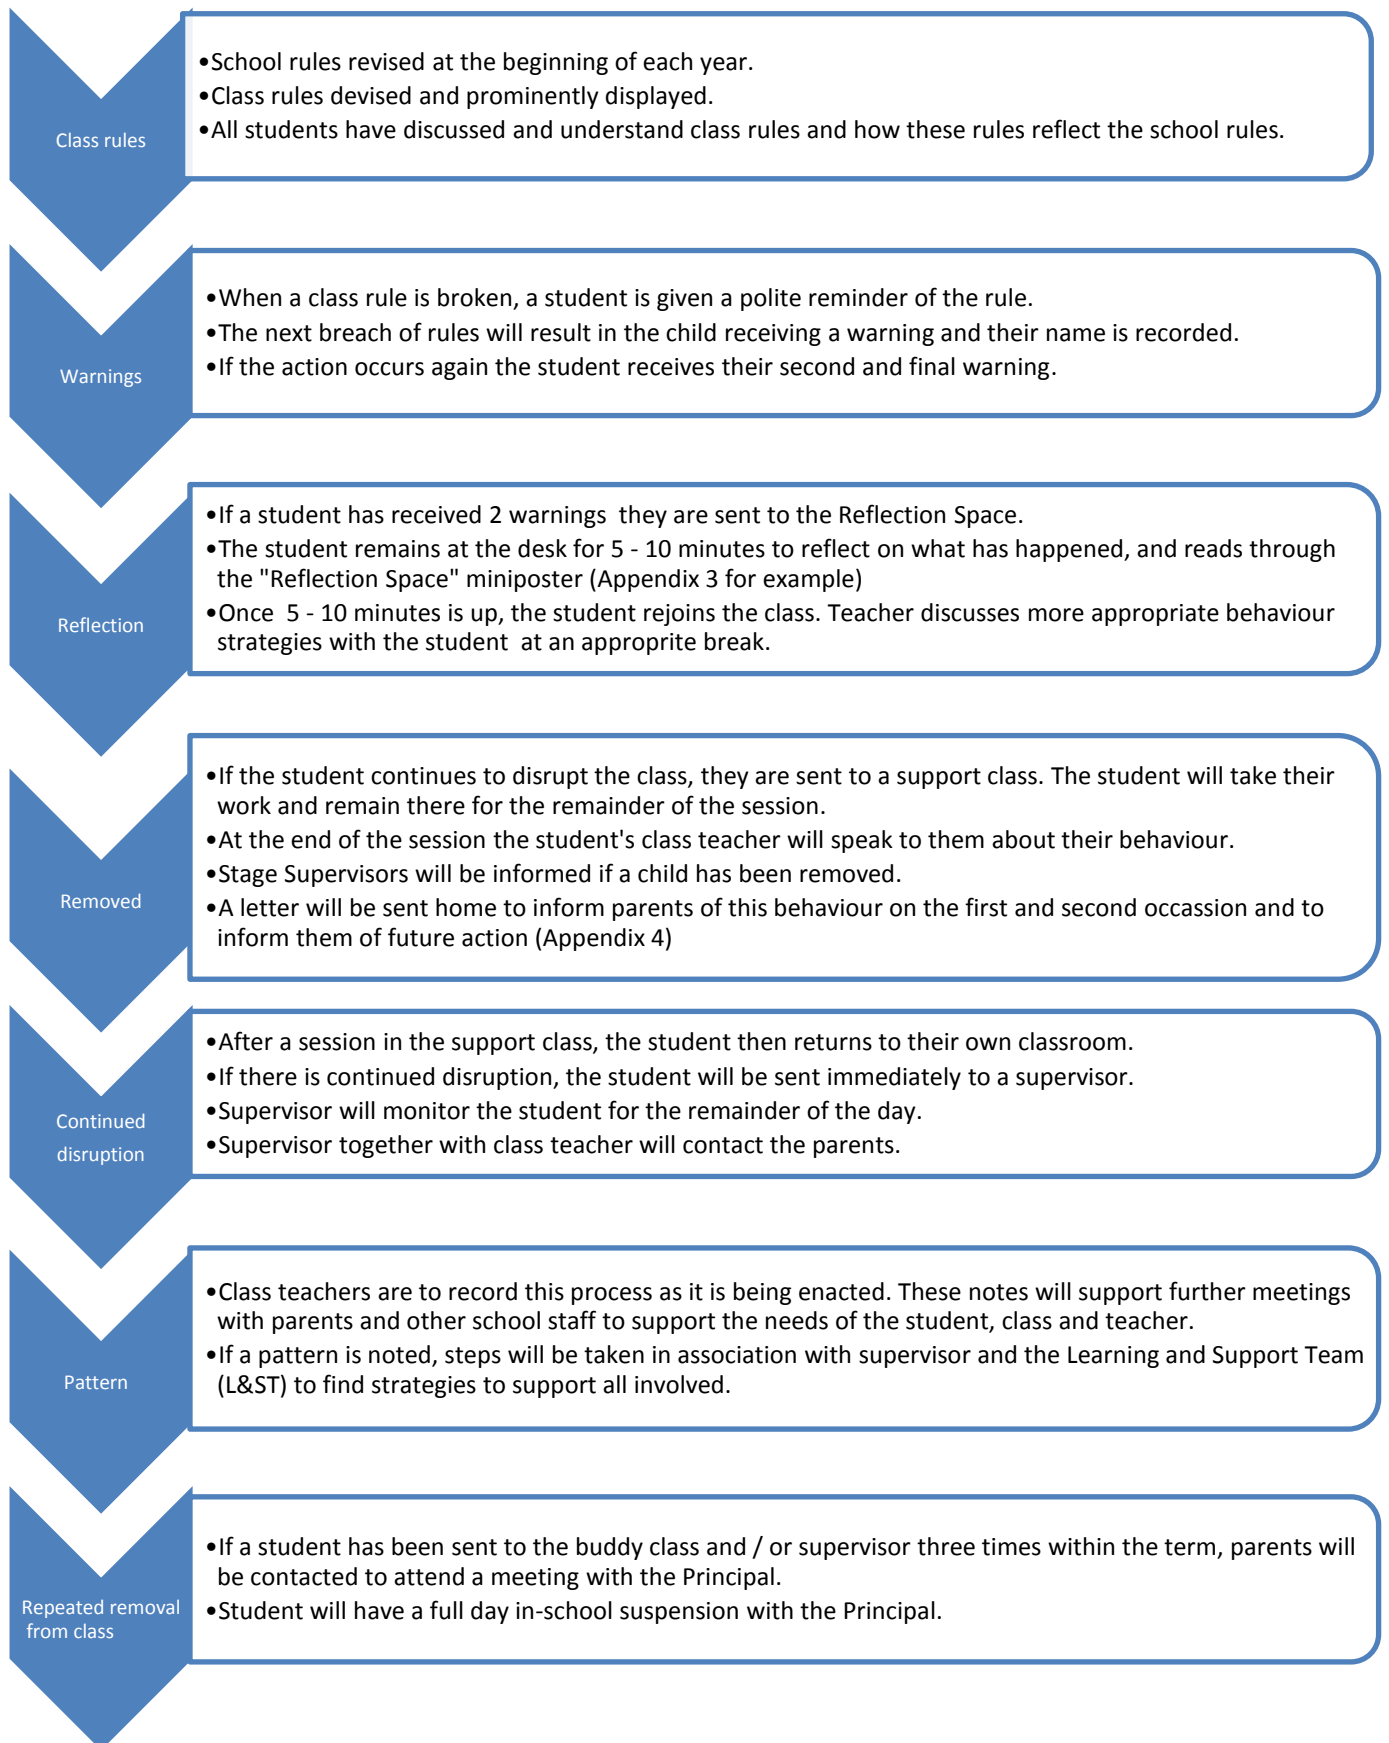 Class rules
•School rules revised at the beginning of each year.
•Class rules devised and prominently displayed.
•All students have discussed and understand class rules and how these rules reflect the school rules.
Warnings
•When a class rule is broken, a student is given a polite reminder of the rule.
•The next breach of rules will result in the child receiving a warning and their name is recorded.
•If the action occurs again the student receives their second and final warning.
Reflection
•If a student has received 2 warnings  they are sent to the Reflection Space.
•The student remains at the desk for 5 - 10 minutes to reflect on what has happened, and reads through
the "Reflection Space" miniposter (Appendix 3 for example)
•Once  5 - 10 minutes is up, the student rejoins the class. Teacher discusses more appropriate behaviour
strategies with the student  at an approprite break.
Removed
•If the student continues to disrupt the class, they are sent to a support class. The student will take their
work and remain there for the remainder of the session.
•At the end of the session the student's class teacher will speak to them about their behaviour.
•Stage Supervisors will be informed if a child has been removed.
•A letter will be sent home to inform parents of this behaviour on the first and second occassion and to
inform them of future action (Appendix 4)
Continued
disruption
•After a session in the support class, the student then returns to their own classroom.
•If there is continued disruption, the student will be sent immediately to a supervisor.
•Supervisor will monitor the student for the remainder of the day.
•Supervisor together with class teacher will contact the parents.
Pattern
•Class teachers are to record this process as it is being enacted. These notes will support further meetings
with parents and other school staff to support the needs of the student, class and teacher.
•If a pattern is noted, steps will be taken in association with supervisor and the Learning and Support Team
(L&ST) to find strategies to support all involved.
Repeated removal
from class
•If a student has been sent to the buddy class and / or supervisor three times within the term, parents will
be contacted to attend a meeting with the Principal.
•Student will have a full day in-school suspension with the Principal.